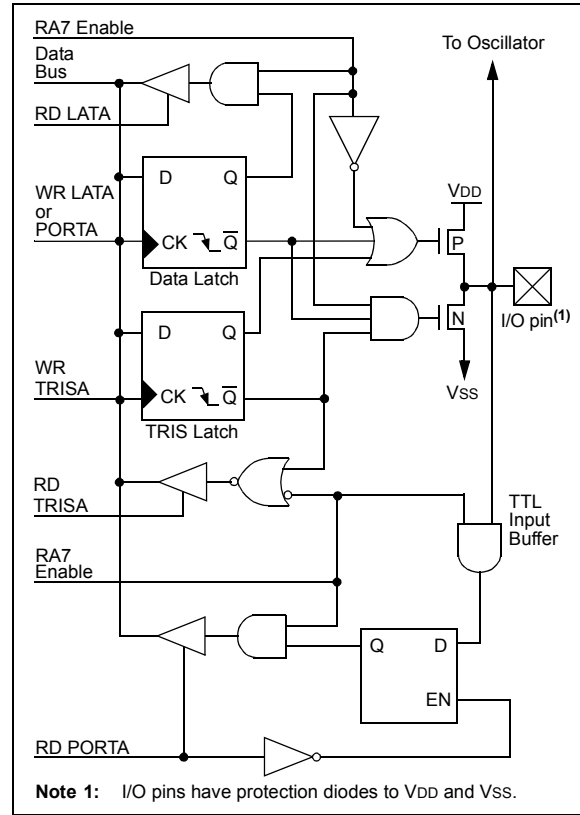 RA7 Enable
Data
Bus
To Oscillator
RD LATA
D Q
WR LATA
or
PORTA
VDD
CK Q̅
P
Data Latch
I/O pin(1)
D Q
N
WR
TRISA
VSS
CK Q̅
TRIS Latch
RD
TRISA
TTL
Input
Buffer
RA7
Enable
Q D
EN
RD PORTA
Note 1: I/O pins have protection diodes to VDD and VSS.